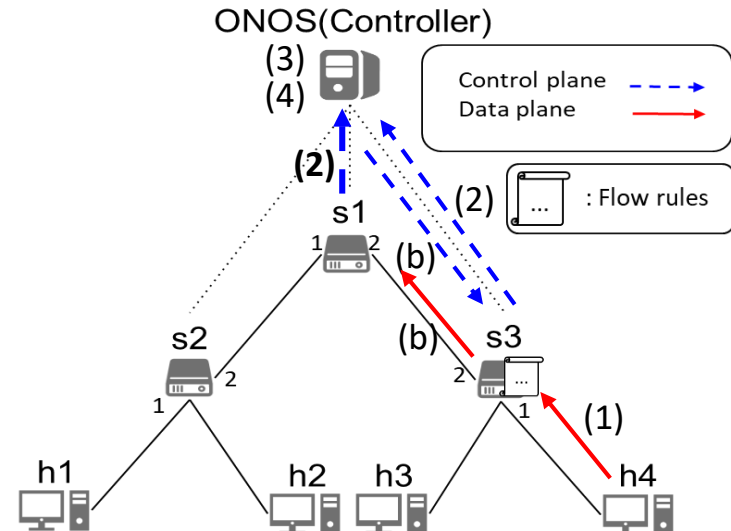 ONOS(Controller)
(3)
(4)
Control plane
Data plane
(2)
(2)
... : Flow rules
s1
1
2
(b)
(b)
s2
s3
2
1
2
...
1
(1)
h1
h2
h3
h4